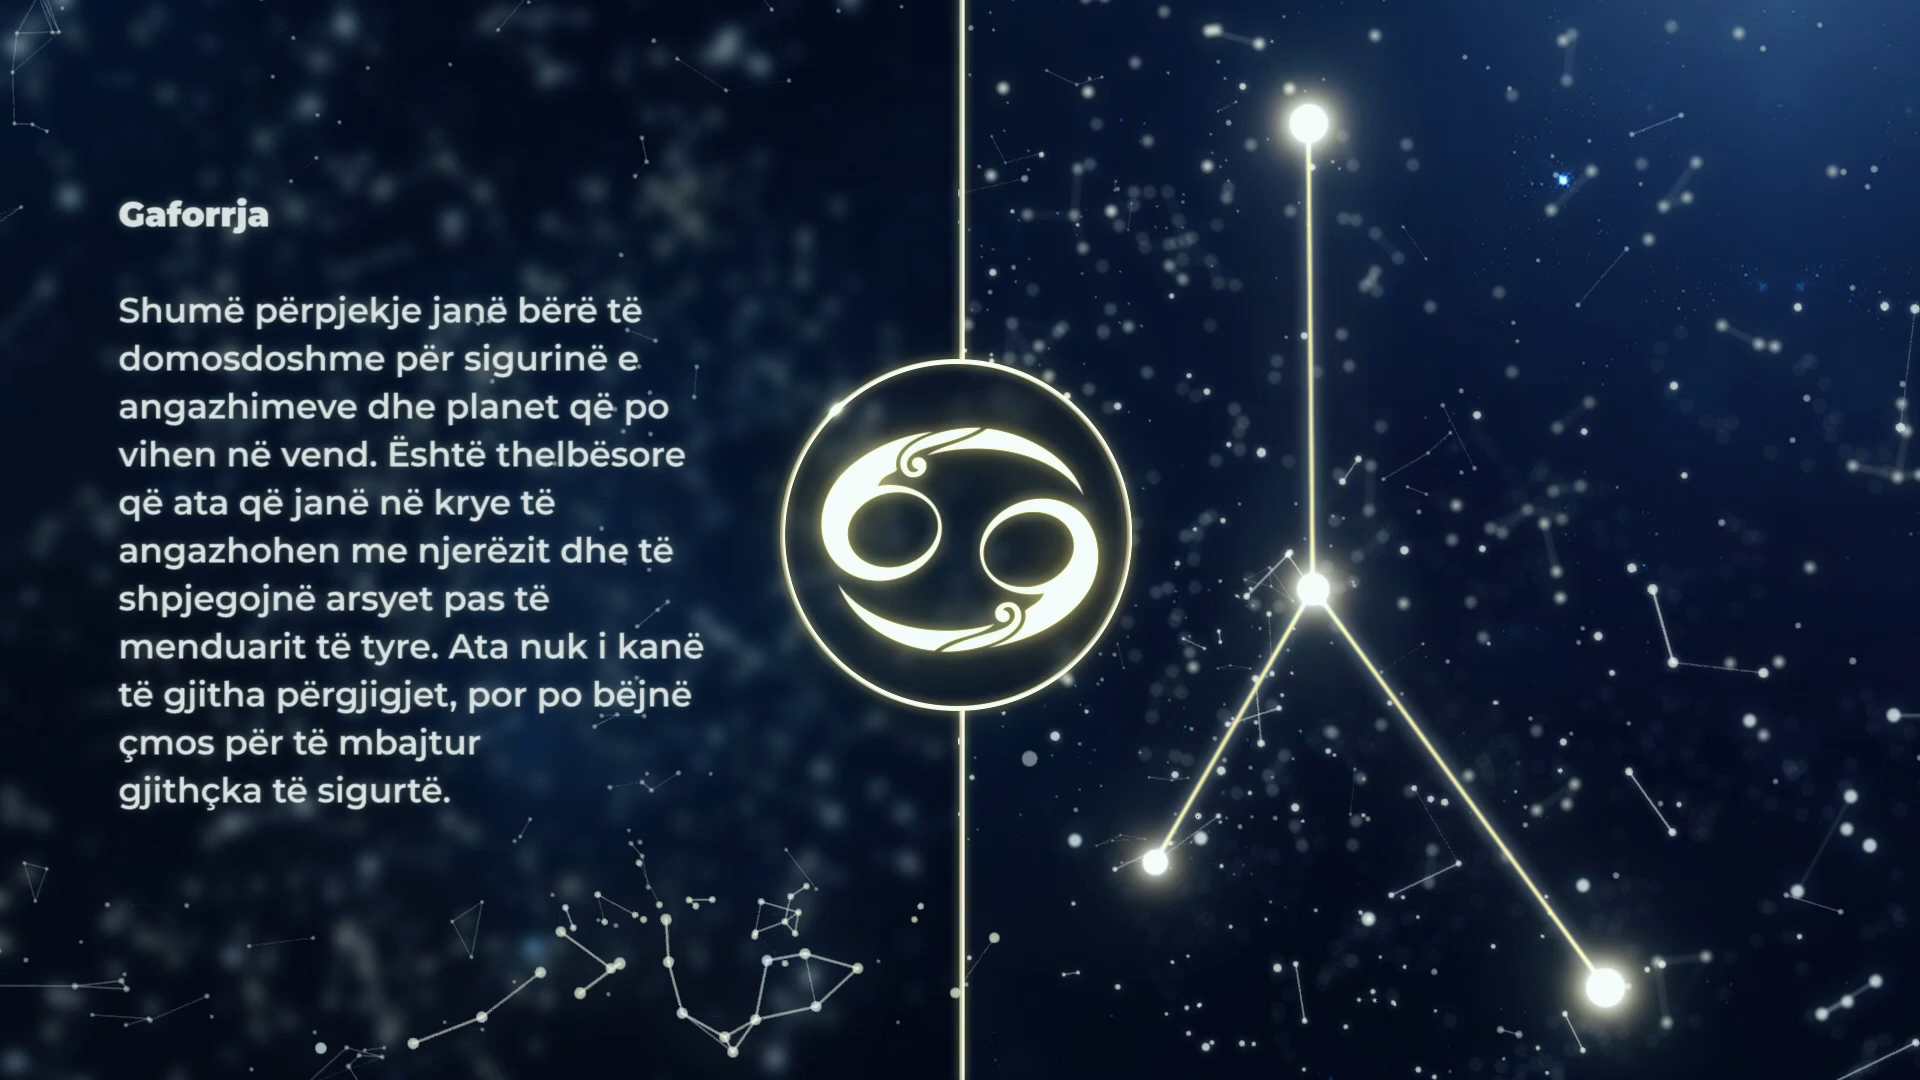 Gaforrja
Shumë përpjekje janë bërë të
domosdoshme për sigurinë e
angazhimeve dhe planet që po
vihen në vend. Është thelbësore
që ata që janë në krye të
angazhohen me njerëzit dhe të
shpjegojnë arsyet pas të
menduarit të tyre. Ata nuk i kanë
të gjitha përgjigjet, por po bëjnë
çmos për të mbajtur
gjithçka të sigurtë.